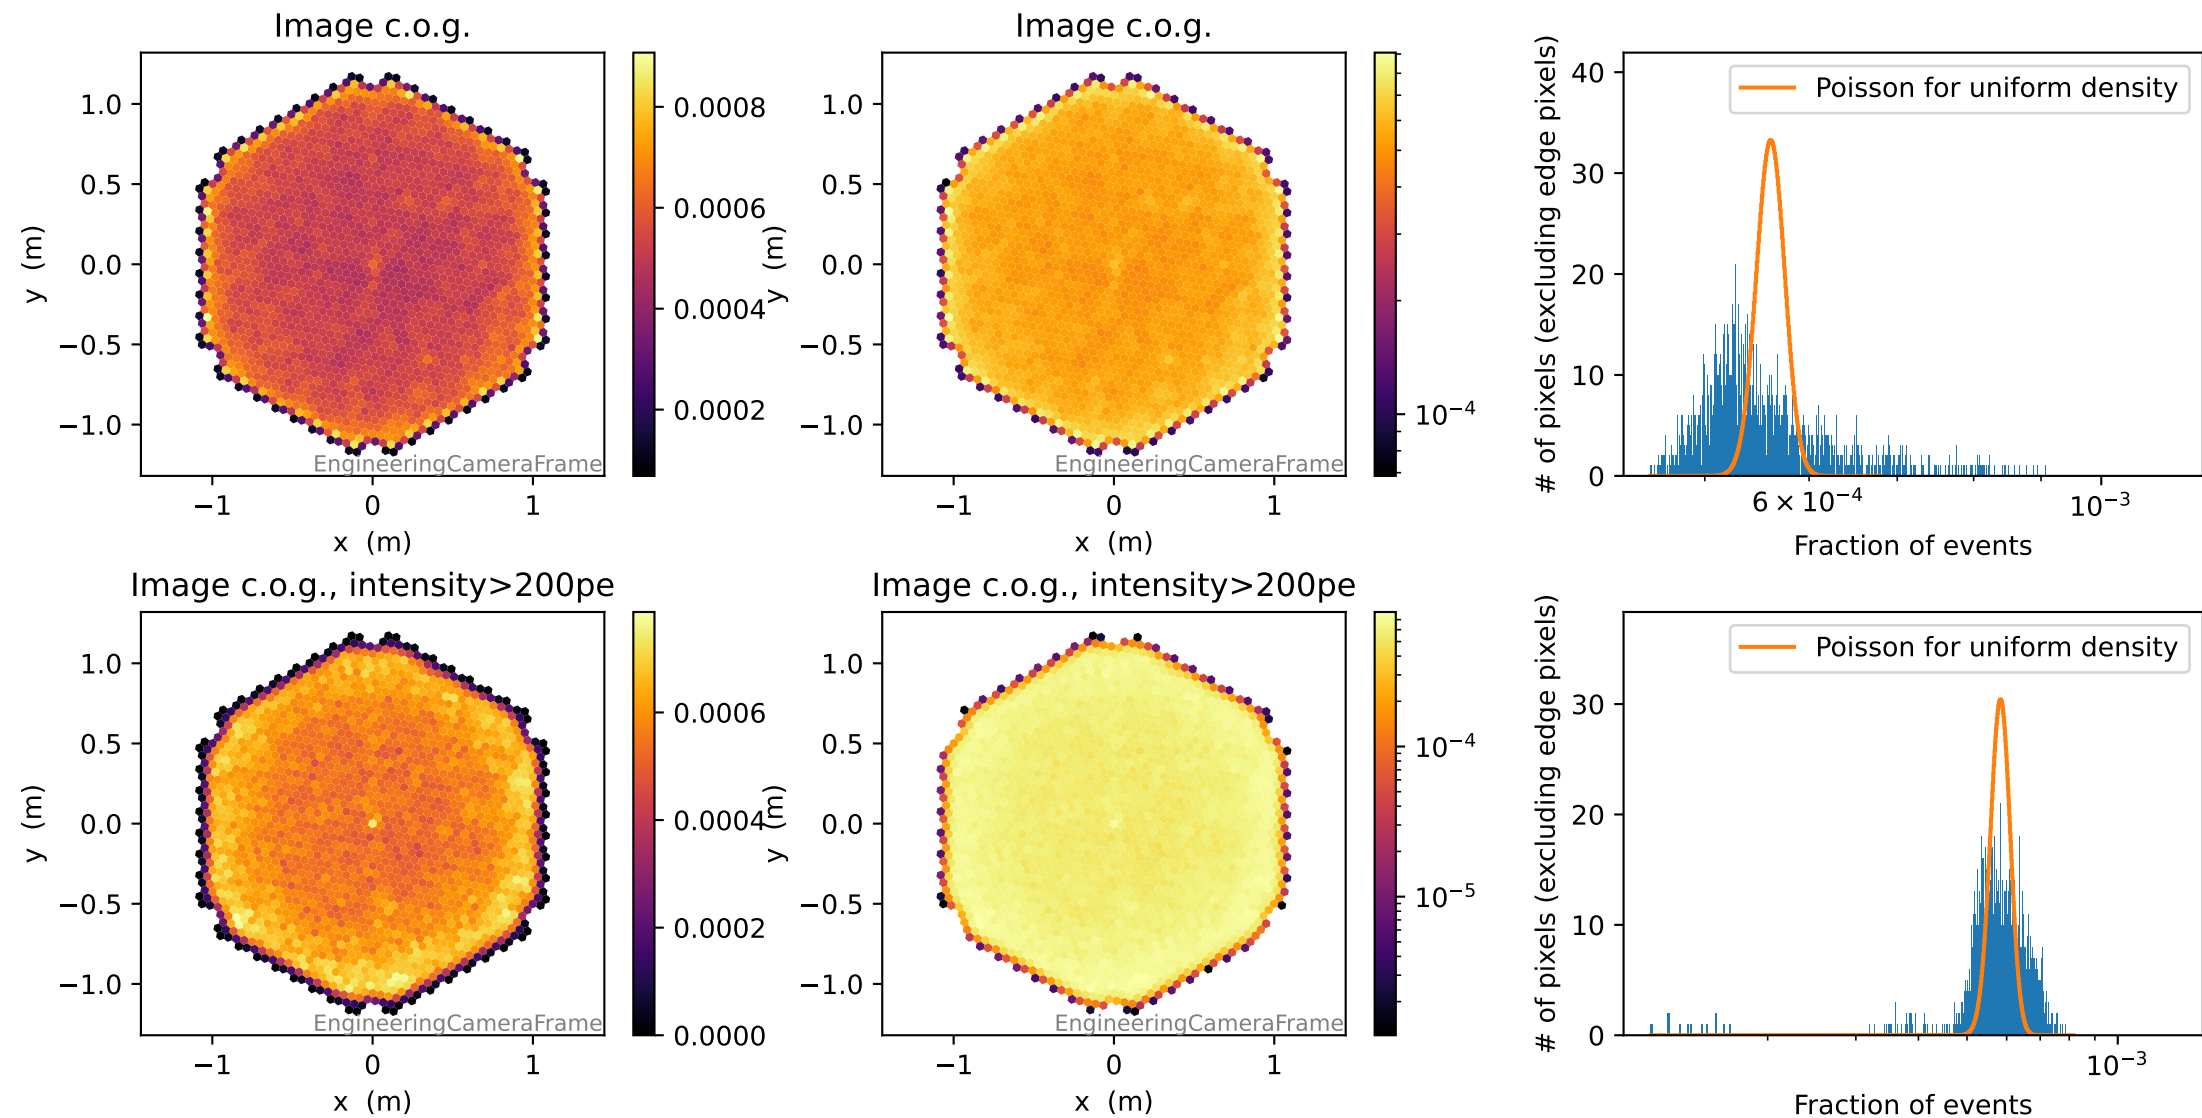 Image c.o.g.
1.0
0.5
0.0
−0.5
−1.0
y (m)
−1
0
1
x (m)
EngineeringCameraFrame
0.0008
0.0006
0.0004
0.0002
Image c.o.g.
1.0
0.5
0.0
−0.5
−1.0
y (m)
−1
0
1
x (m)
EngineeringCameraFrame
10⁻⁴
# of pixels (excluding edge pixels)
40
30
20
10
0
Poisson for uniform density
6 × 10⁻⁴
10⁻³
Fraction of events
Image c.o.g., intensity>200pe
1.0
0.5
0.0
−0.5
−1.0
y (m)
−1
0
1
x (m)
EngineeringCameraFrame
0.0006
0.0004
0.0002
0.0000
Image c.o.g., intensity>200pe
1.0
0.5
0.0
−0.5
−1.0
y (m)
−1
0
1
x (m)
EngineeringCameraFrame
10⁻⁴
10⁻⁵
# of pixels (excluding edge pixels)
30
20
10
0
Poisson for uniform density
10⁻³
Fraction of events